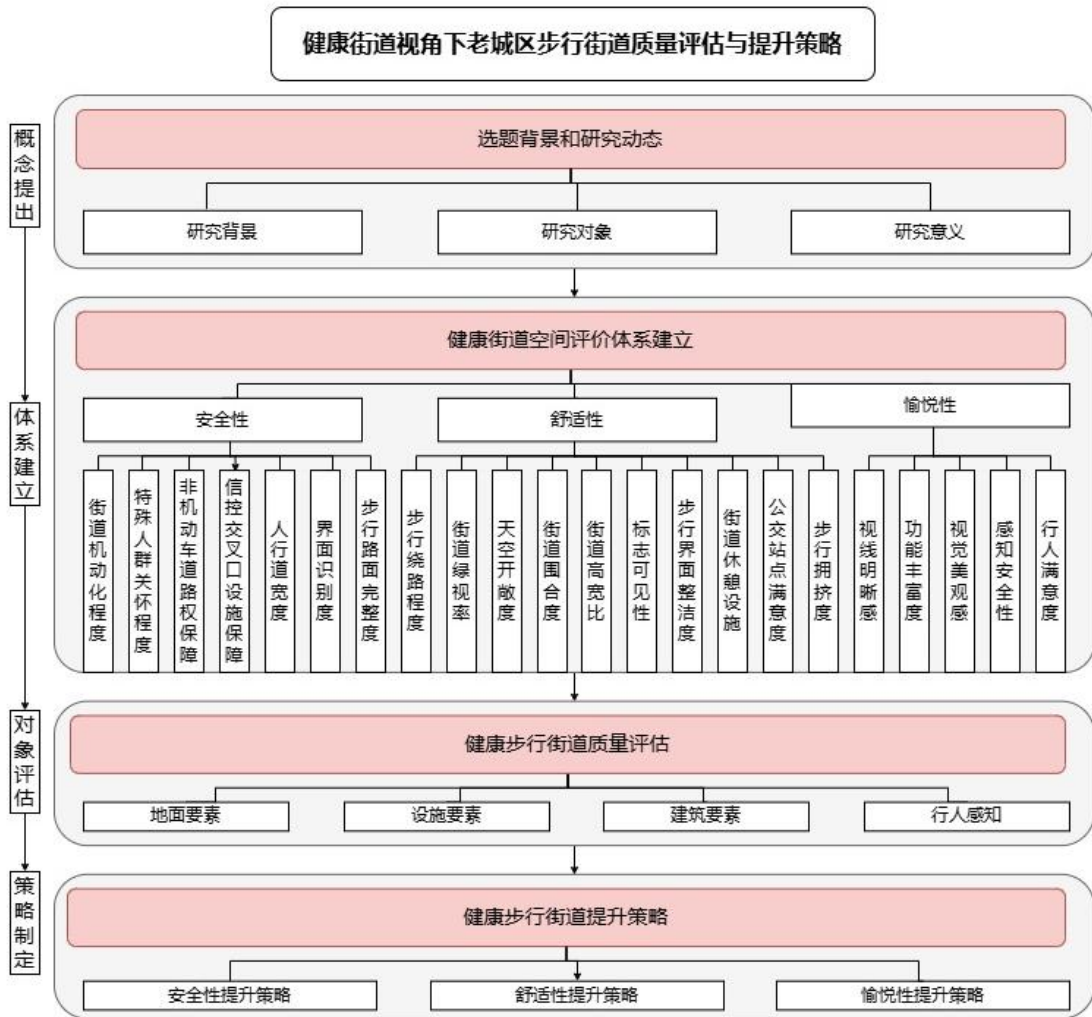 健康街道视角下老城区步行街道质量评估与提升策略
概念提出
选题背景和研究动态
研究背景
研究对象
研究意义
体系建立
健康街道空间评价体系建立
安全性
舒适性
愉悦性
街道机动化程度
特殊人群关怀程度
非机动车道路权保障
信控交叉口设施保障
人行道宽度
界面识别度
步行路面完整度
步行绕路程度
街道绿视率
天空开敞度
街道围合度
街道高宽比
标志可见性
步行界面整洁度
街道休憩设施
公交站点满意度
步行拥挤度
视线明晰感
功能丰富度
视觉美观感
感知安全性
行人满意度
对象评估
健康步行街道质量评估
地面要素
设施要素
建筑要素
行人感知
策略制定
健康步行街道提升策略
安全性提升策略
舒适性提升策略
愉悦性提升策略